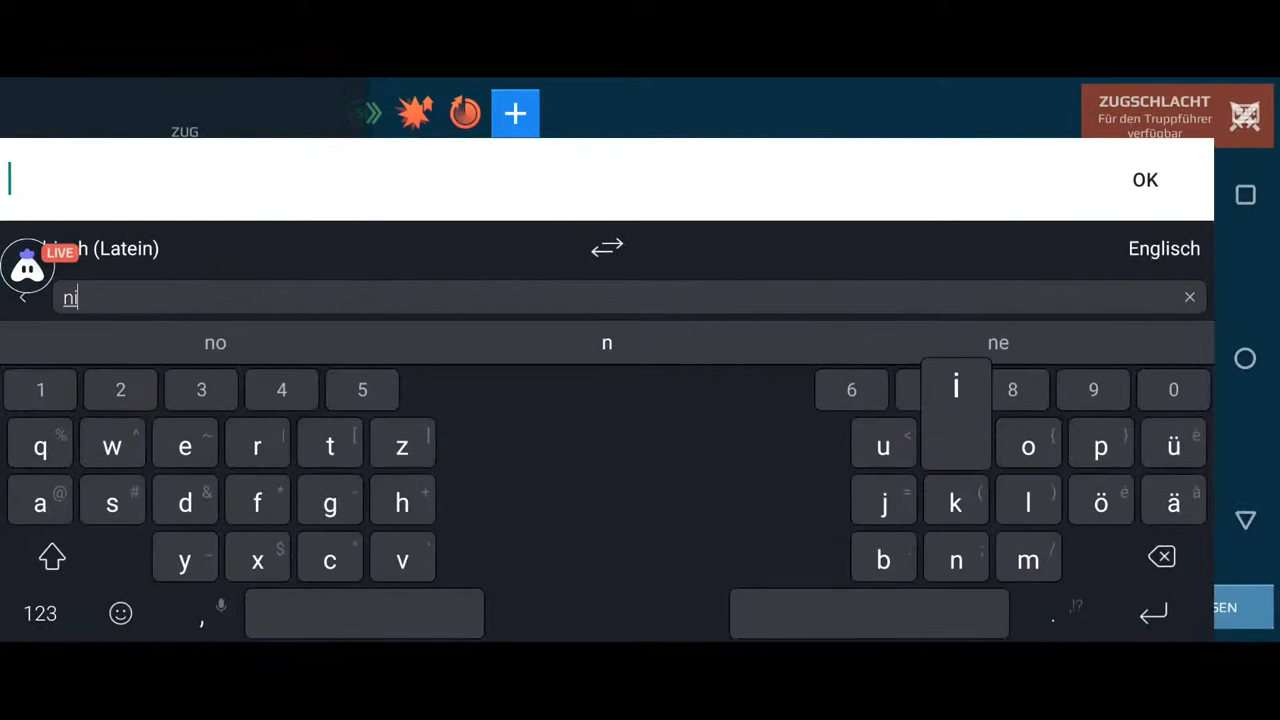 ZUG
ZUGSCHLACHT
Für den Truppführer
verfügbar
OK
LIVE
(Latein)
Englisch
ni
no n ne
1 2 3 4 5 6 8 9 0
i
q % w ^ e ~ r | t [ z ] u < o { p } ü è
a @ s # d & f * g - h + j = k ( l ) ö é ä à
y _ x $ c " v ' b : n ; m /
123 , . ,!?